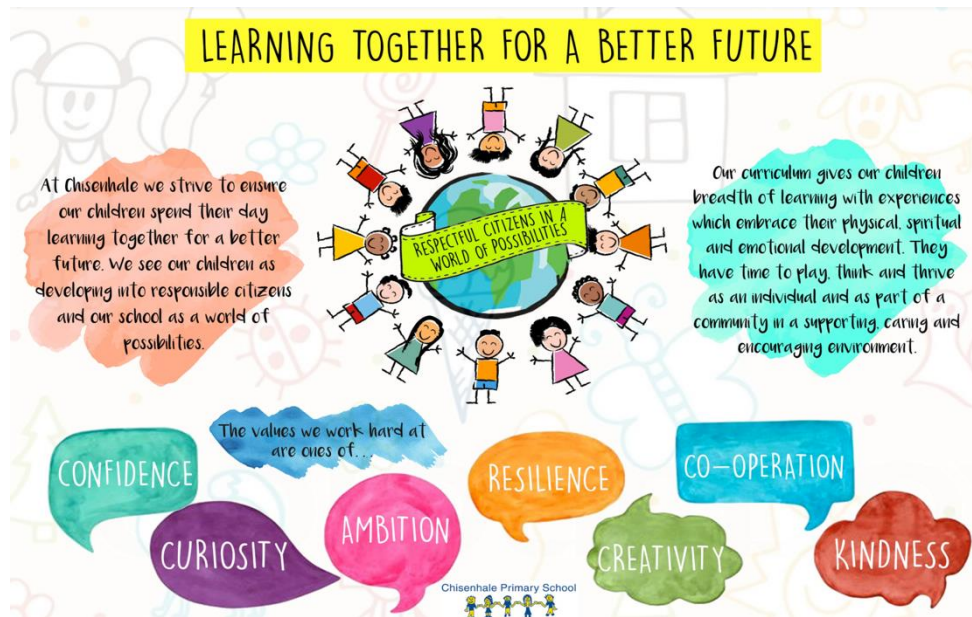 LEARNING TOGETHER FOR A BETTER FUTURE
At Chisenhale we strive to ensure
our children spend their day
learning together for a better
future. We see our children as
developing into responsible citizens
and our school as a world of
possibilities.
RESPECTFUL CITIZENS IN A
WORLD OF POSSIBILITIES
Our curriculum gives our children
breadth of learning with experiences
which embrace their physical, spiritual
and emotional development. They
have time to play, think and thrive
as an individual and as part of a
community in a supporting, caring and
encouraging environment.
The values we work hard at
are ones of...
CONFIDENCE
CURIOSITY
AMBITION
RESILIENCE
CREATIVITY
CO-OPERATION
KINDNESS
Chisenhale Primary School